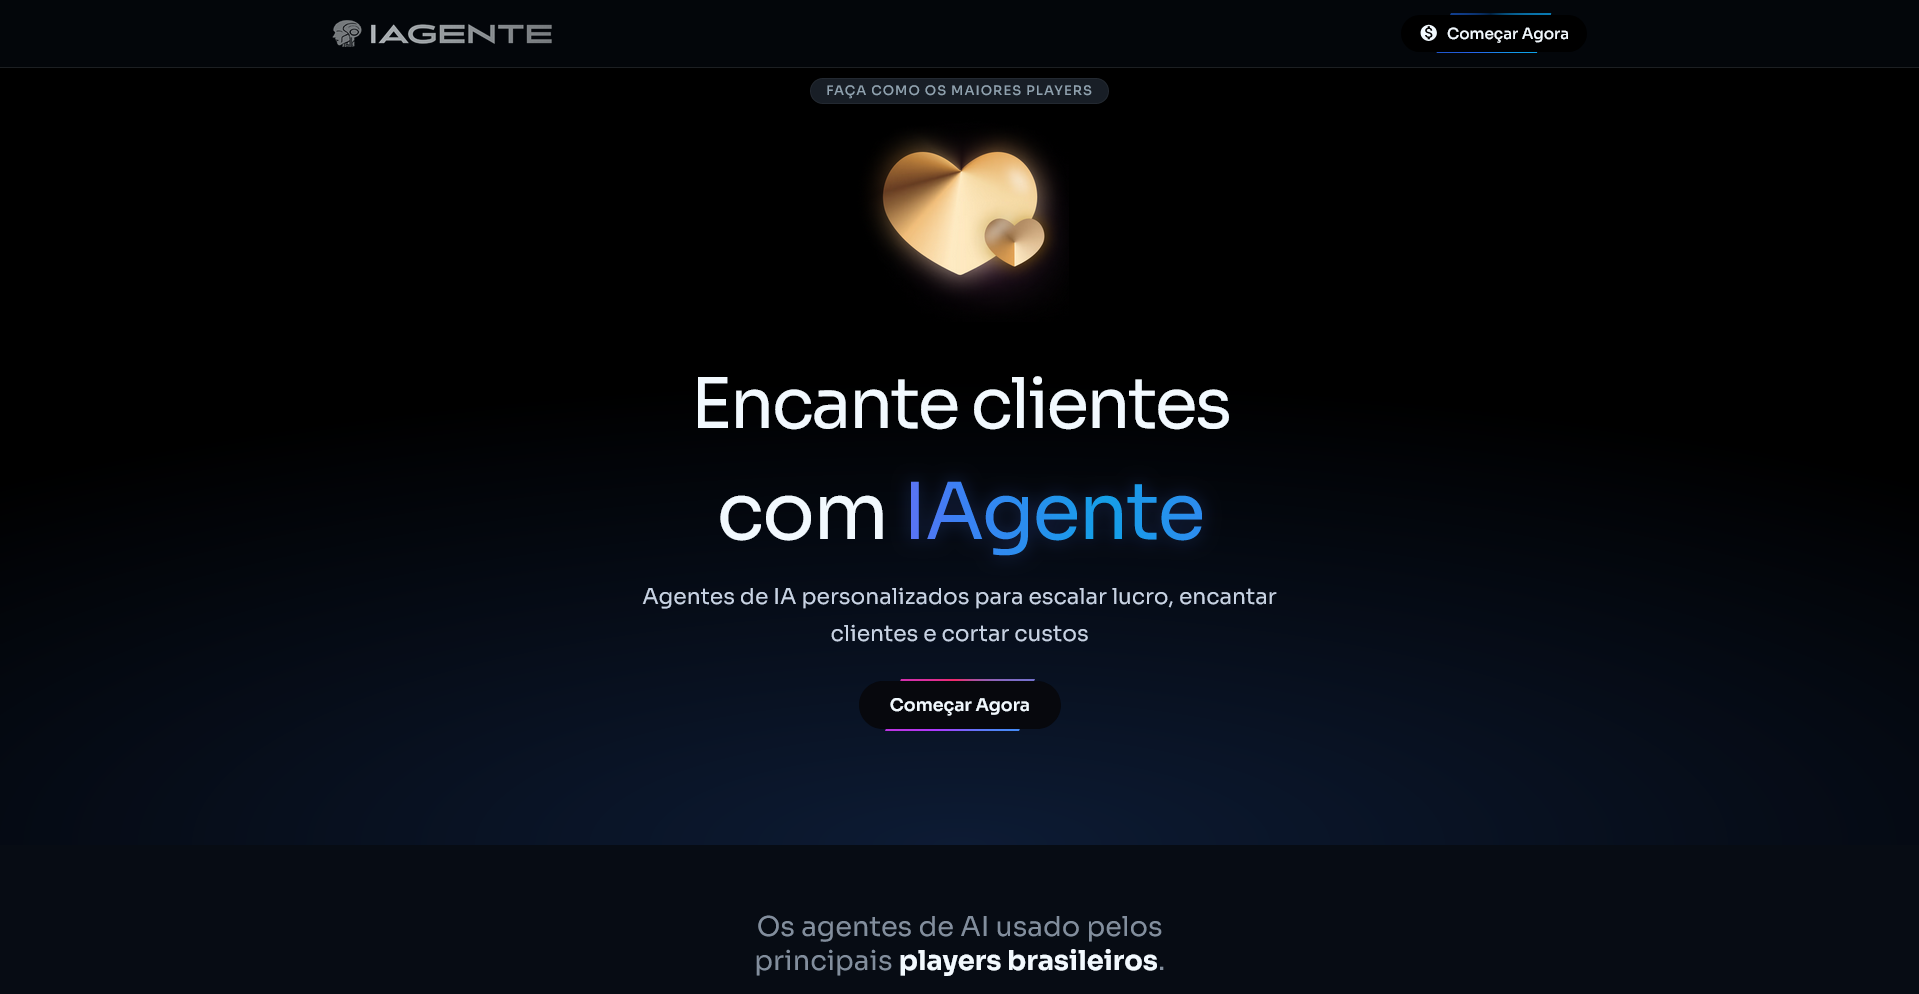 IAGENTE
Começar Agora
FAÇA COMO OS MAIORES PLAYERS
Encante clientes
com IAgente
Agentes de IA personalizados para escalar lucro, encantar
clientes e cortar custos
Começar Agora
Os agentes de AI usado pelos
principais players brasileiros.